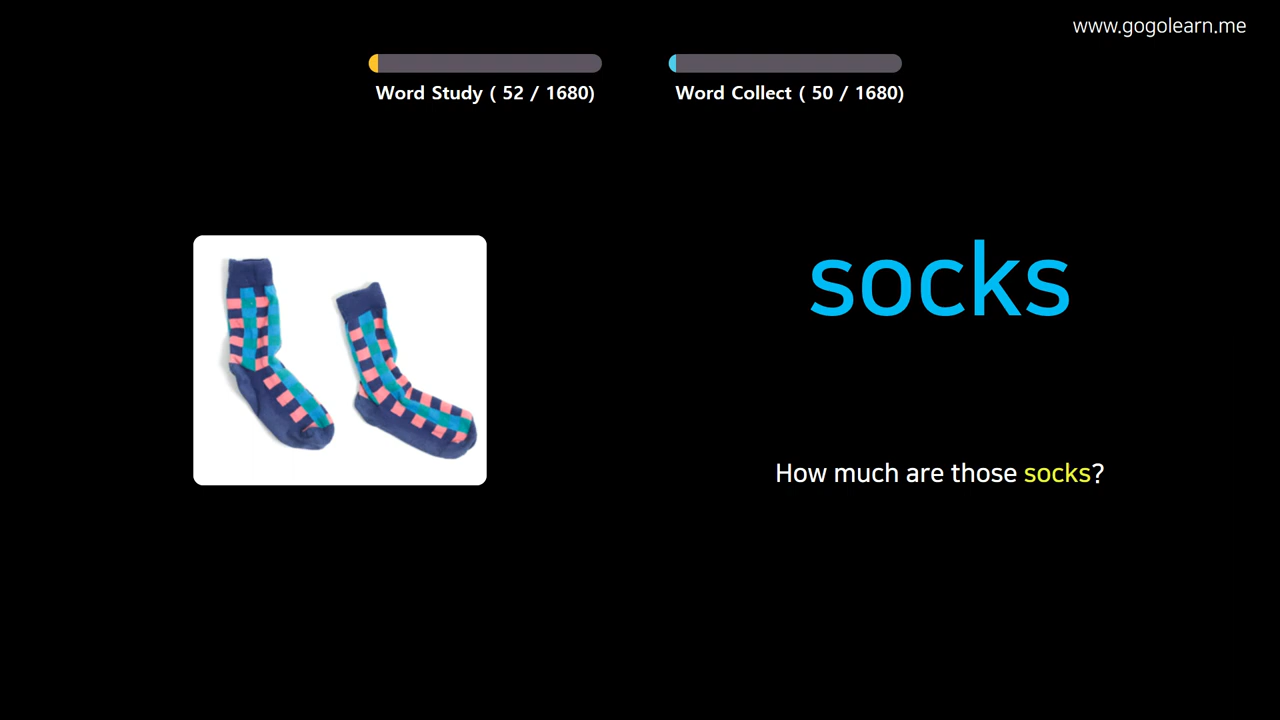 www.gogolearn.me
Word Study ( 52 / 1680)
Word Collect ( 50 / 1680)
socks
How much are those socks?